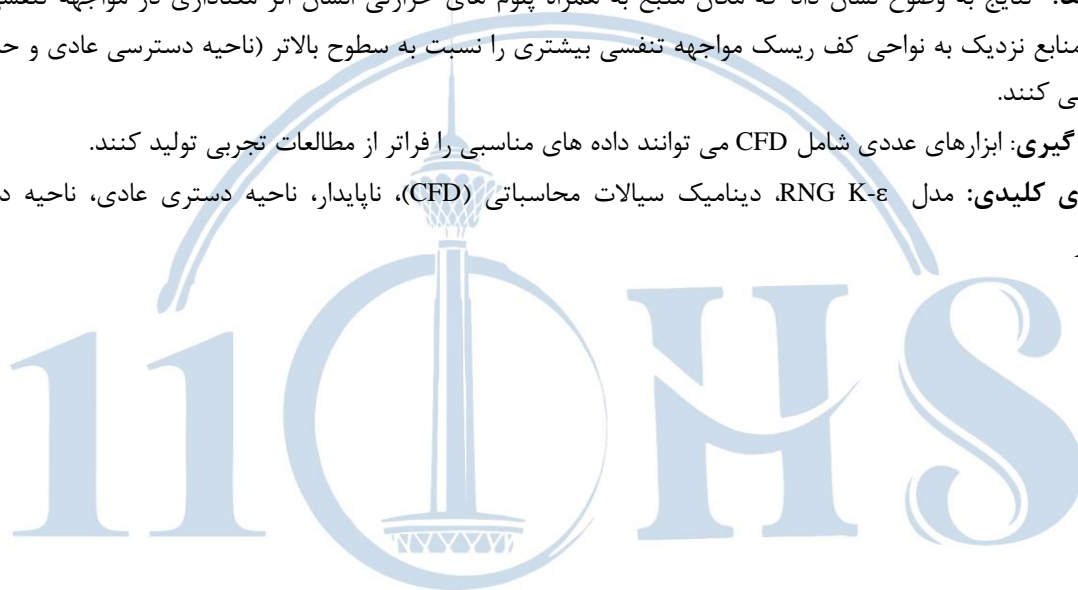 نتایج به وضوح نشان داد که مکان منبع به همراه پلوم های حرارتی انسان اثر معناداری در مواجهه
منابع نزدیک به نواحی کف ریسک مواجهه تنفسی بیشتری را نسبت به سطوح بالاتر (ناحیه دسترسی عادی و
ی کنند.
گیری: ابزارهای عددی شامل CFD می توانند داده های مناسبی را فراتر از مطالعات تجربی تولید کنند.
ی کلیدی: مدل RNG K-ε، دینامیک سیالات محاسباتی (CFD)، ناپایدار، ناحیه دستری عادی، ناحیه
11 OHS